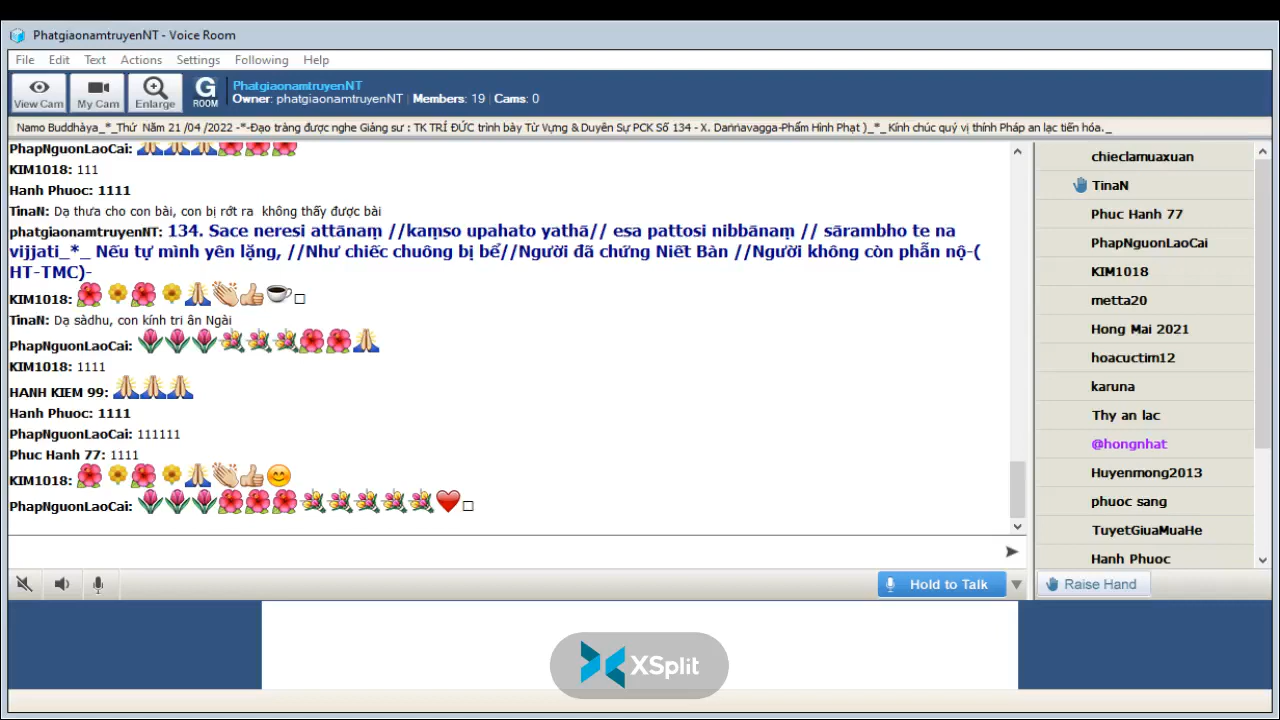 PhatgiaonamtruyenNT - Voice Room
File Edit Text Actions Settings Following Help
View Cam My Cam Enlarge G ROOM
PhatgiaonamtruyenNT
Owner: phatgiaonamtruyenNT | Members: 19 | Cams: 0
Namo Buddhàya_*_Thứ Năm 21 /04 /2022 -*-Đạo tràng được nghe Giảng sư : TK TRÍ ĐỨC trình bày Từ Vựng & Duyên Sự PCK Số 134 - X. Daṇṇavagga-Phẩm Hình Phạt )_*_ Kính chúc quý vị thính Pháp an lạc tiến hóa._
PhapNguonLaoCai: 🙏🙏🙏🌺🌺🌺
KIM1018: 111
Hanh Phuoc: 1111
TinaN: Dạ thưa cho con bài, con bị rớt ra không thấy được bài
phatgiaonamtruyenNT: 134. Sace neresi attānaṃ //kaṃso upahato yathā// esa pattosi nibbānaṃ // sārambho te na
vijjati_*_ Nếu tự mình yên lặng, //Như chiếc chuông bị bể//Người đã chứng Niết Bàn //Người không còn phẫn nộ-(
HT-TMC)-
KIM1018: 🌺🌼🌺🌼🙏👏👍☕□
TinaN: Dạ sàdhu, con kính tri ân Ngài
PhapNguonLaoCai: 🌷🌷🌷💐💐💐🌺🌺🙏
KIM1018: 1111
HANH KIEM 99: 🙏🙏🙏
Hanh Phuoc: 1111
PhapNguonLaoCai: 111111
Phuc Hanh 77: 1111
KIM1018: 🌺🌼🌺🌼🙏👏👍😊
PhapNguonLaoCai: 🌷🌷🌷🌺🌺🌺💐💐💐💐💐❤️□
Hold to Talk
chieclamuaxuan
TinaN
Phuc Hanh 77
PhapNguonLaoCai
KIM1018
metta20
Hong Mai 2021
hoacuctim12
karuna
Thy an lac
@hongnhat
Huyenmong2013
phuoc sang
TuyetGiuaMuaHe
Hanh Phuoc
Raise Hand
XSplit